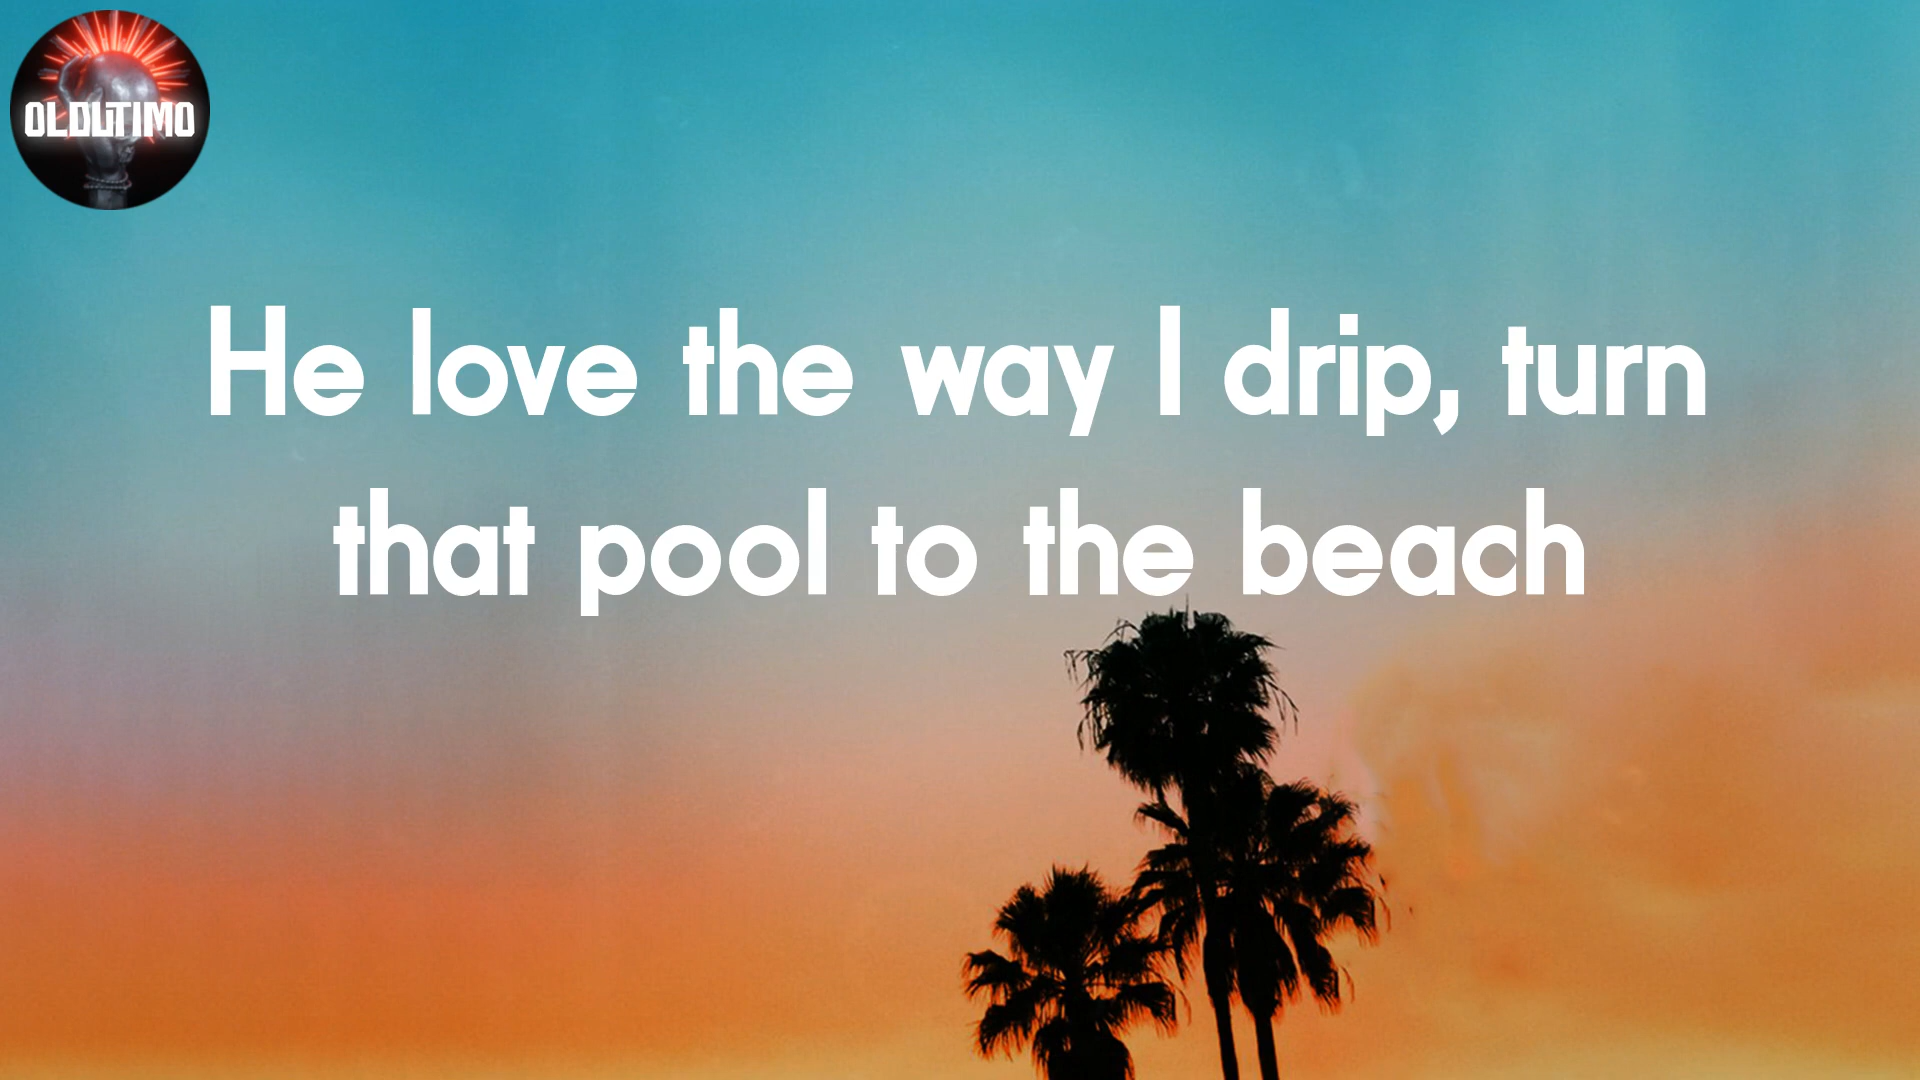 OLDULTIMO
He love the way I drip, turn
that pool to the beach